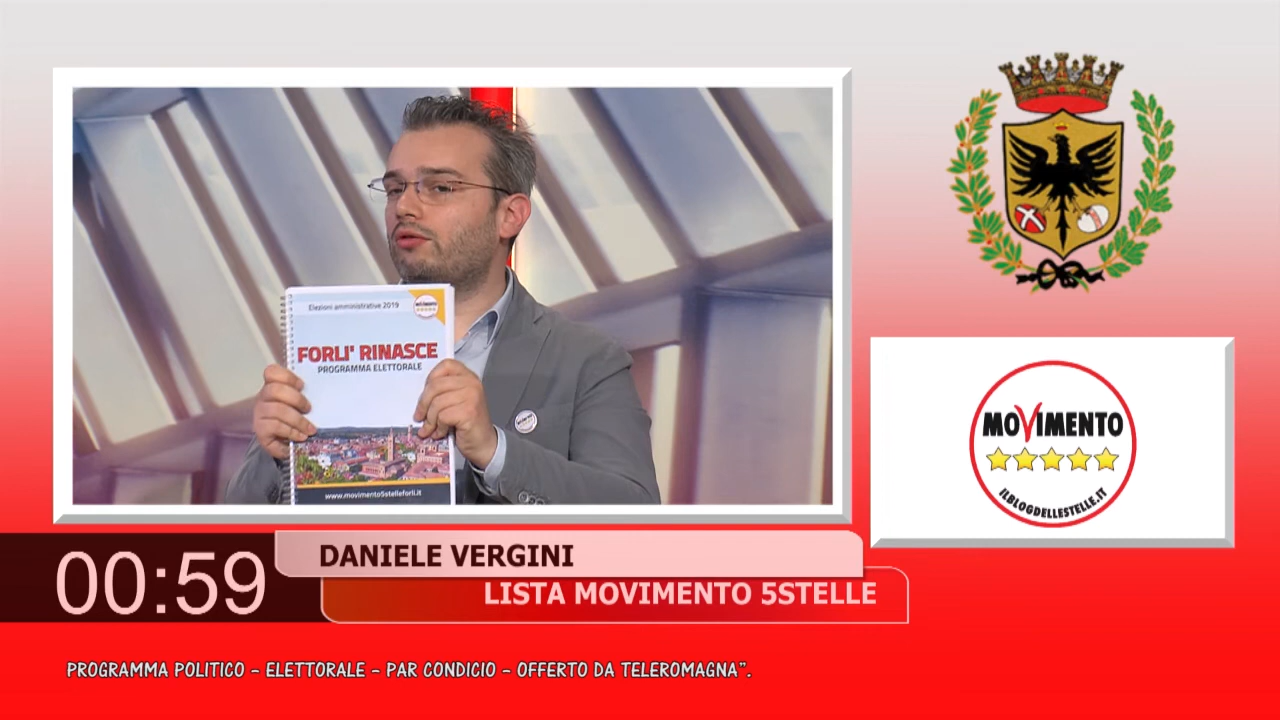 Elezioni amministrative 2019
MOVIMENTO
FORLI' RINASCE
PROGRAMMA ELETTORALE
www.movimento5stelleforli.it
MOVIMENTO
ILBLOGDELLESTELLE.IT
00:59
DANIELE VERGINI
LISTA MOVIMENTO 5STELLE
PROGRAMMA POLITICO - ELETTORALE - PAR CONDICIO - OFFERTO DA TELEROMAGNA".